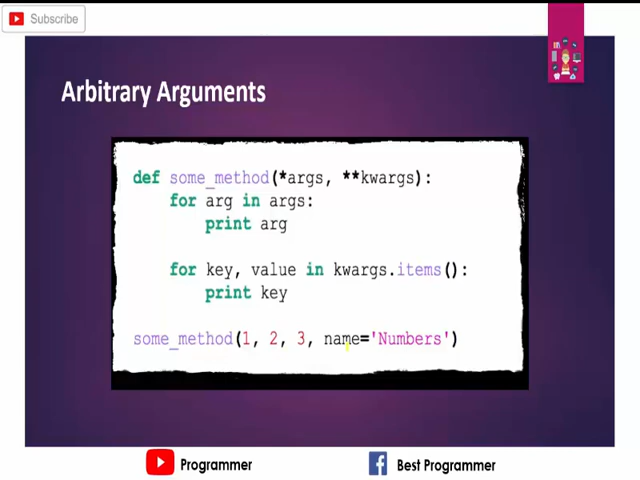 Subscribe
Arbitrary Arguments
def some_method(*args, **kwargs):
    for arg in args:
        print arg
    for key, value in kwargs.items():
        print key
some_method(1, 2, 3, name='Numbers')
Programmer
Best Programmer